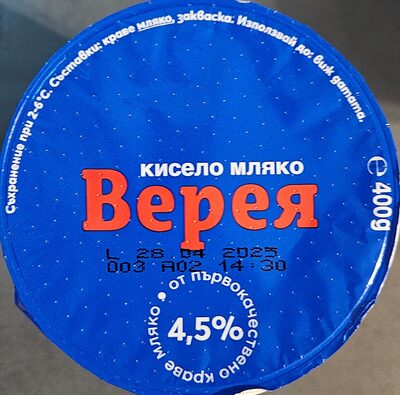 Съхранение при 2-6°C. Съставки: краве мляко, закваска. Използвай до: виж датата.
кисело мляко
Верея
e 400g
L 28 04 2025
003 A02 14:30
от първокачествено краве мляко
4,5%